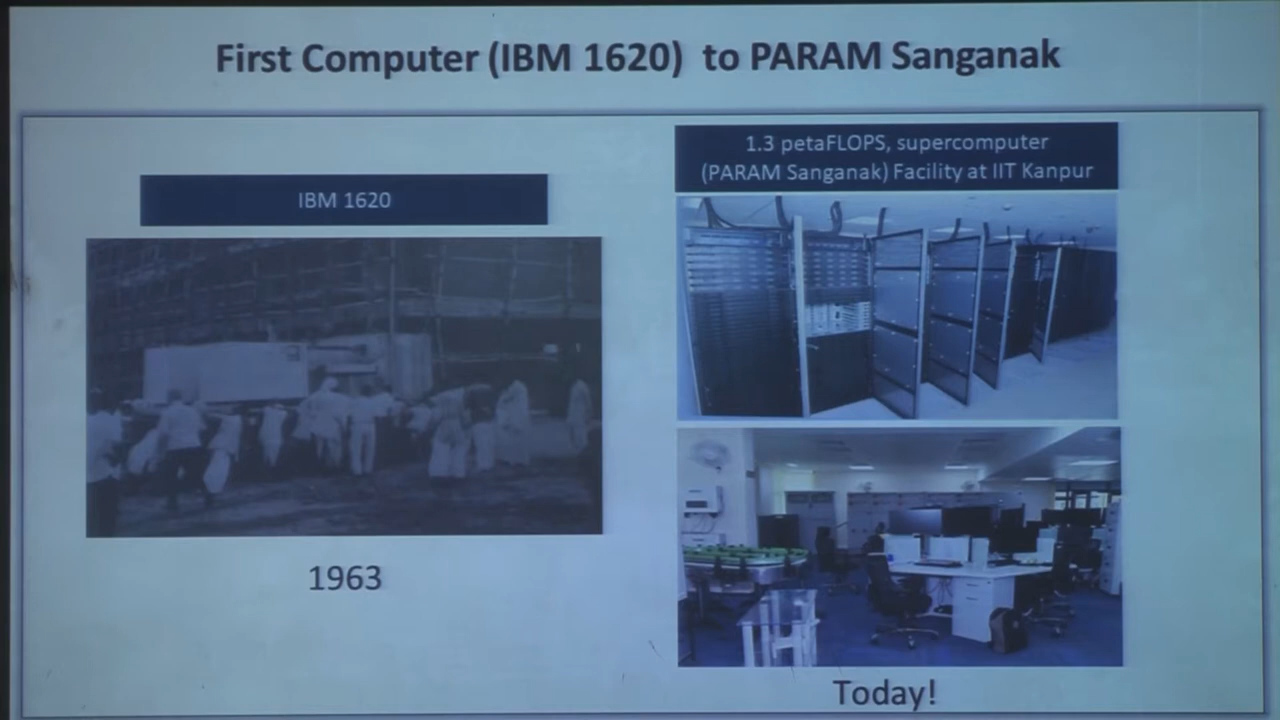 First Computer (IBM 1620) to PARAM Sanganak
IBM 1620
1963
1.3 petaFLOPS, supercomputer
(PARAM Sanganak) Facility at IIT Kanpur
Today!